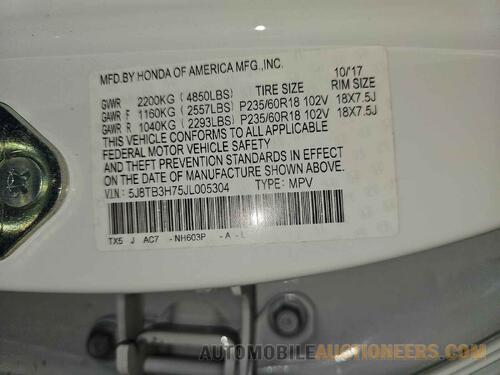 MFD.BY HONDA OF AMERICA MFG.,INC. 10/17
GVWR 2200KG (4850LBS) TIRE SIZE RIM SIZE
GAWR F 1160KG (2557LBS) P235/60R18 102V 18X7.5J
GAWR R 1040KG (2293LBS) P235/60R18 102V 18X7.5J
THIS VEHICLE CONFORMS TO ALL APPLICABLE
FEDERAL MOTOR VEHICLE SAFETY
AND THEFT PREVENTION STANDARDS IN EFFECT
ON THE DATE OF MANUFACTURE SHOWN ABOVE.
V.I.N.: 5J8TB3H75JL005304 TYPE: MPV
TX5 J AC7 -NH603P -A -L
AUTOMOBILEAUCTIONEERS.COM